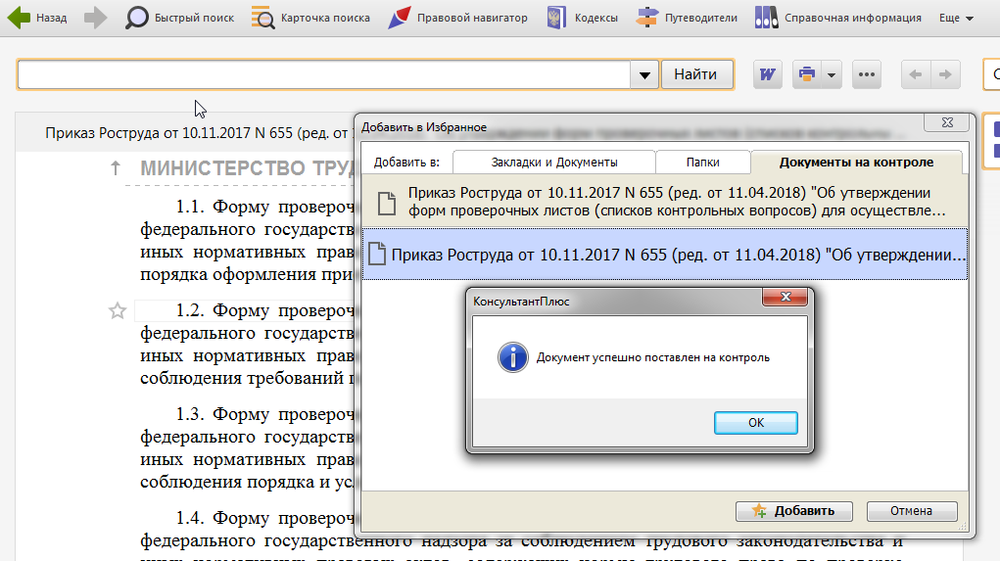 Назад
Быстрый поиск
Карточка поиска
Правовой навигатор
Кодексы
Путеводители
Справочная информация
Еще
Найти
W
Приказ Роструда от 10.11.2017 N 655 (ред. от
МИНИСТЕРСТВО ТРУД
1.1. Форму провероч
федерального государстве
иных нормативных прав
порядка оформления при
1.2. Форму провероч
федерального государстве
иных нормативных прав
соблюдения требований п
1.3. Форму провероч
федерального государстве
иных нормативных прав
соблюдения порядка и усл
1.4. Форму провероч
федерального государственного надзора за соблюдением трудового законодательства и
Добавить в Избранное
Добавить в:
Закладки и Документы
Папки
Документы на контроле
Приказ Роструда от 10.11.2017 N 655 (ред. от 11.04.2018) "Об утверждении
форм проверочных листов (списков контрольных вопросов) для осуществле...
Приказ Роструда от 10.11.2017 N 655 (ред. от 11.04.2018) "Об утверждении...
КонсультантПлюс
Документ успешно поставлен на контроль
OK
Добавить
Отмена